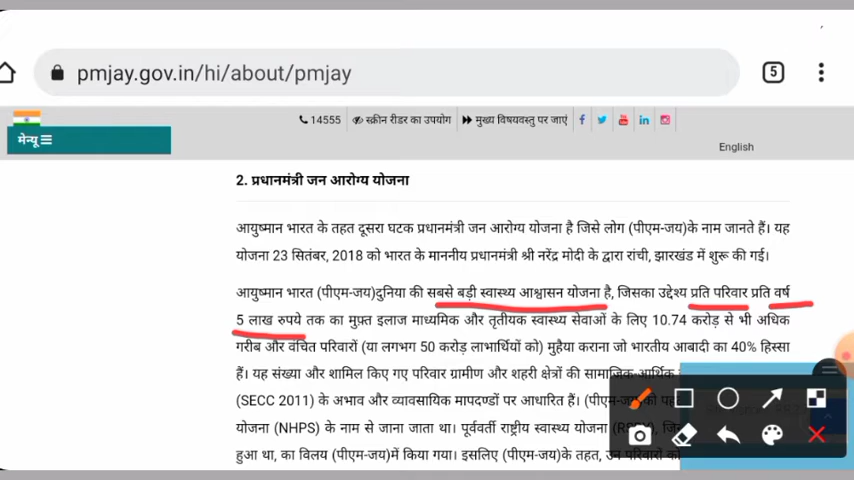 pmjay.gov.in/hi/about/pmjay
5
14555
स्क्रीन रीडर का उपयोग
मुख्य विषयवस्तु पर जाएं
मेन्यू
English
2. प्रधानमंत्री जन आरोग्य योजना
आयुष्मान भारत के तहत दूसरा घटक प्रधानमंत्री जन आरोग्य योजना है जिसे लोग (पीएम-जय)के नाम जानते हैं। यह
योजना 23 सितंबर, 2018 को भारत के माननीय प्रधानमंत्री श्री नरेंद्र मोदी के द्वारा रांची, झारखंड में शुरू की गई।
आयुष्मान भारत (पीएम-जय)दुनिया की सबसे बड़ी स्वास्थ्य आश्वासन योजना है, जिसका उद्देश्य प्रति परिवार प्रति वर्ष
5 लाख रुपये तक का मुफ़्त इलाज माध्यमिक और तृतीयक स्वास्थ्य सेवाओं के लिए 10.74 करोड़ से भी अधिक
गरीब और वंचित परिवारों (या लगभग 50 करोड़ लाभार्थियों को) मुहैया कराना जो भारतीय आबादी का 40% हिस्सा
हैं। यह संख्या और शामिल किए गए परिवार ग्रामीण और शहरी क्षेत्रों की सामाजिक-आर्थिक
(SECC 2011) के अभाव और व्यावसायिक मापदण्डों पर आधारित हैं। (पीएम-
योजना (NHPS) के नाम से जाना जाता था। पूर्ववर्ती राष्ट्रीय स्वास्थ्य बीमा योजना
हुआ था, का विलय (पीएम-जय)में किया गया। इसलिए (पीएम-जय)के तहत, उन परिवारों को